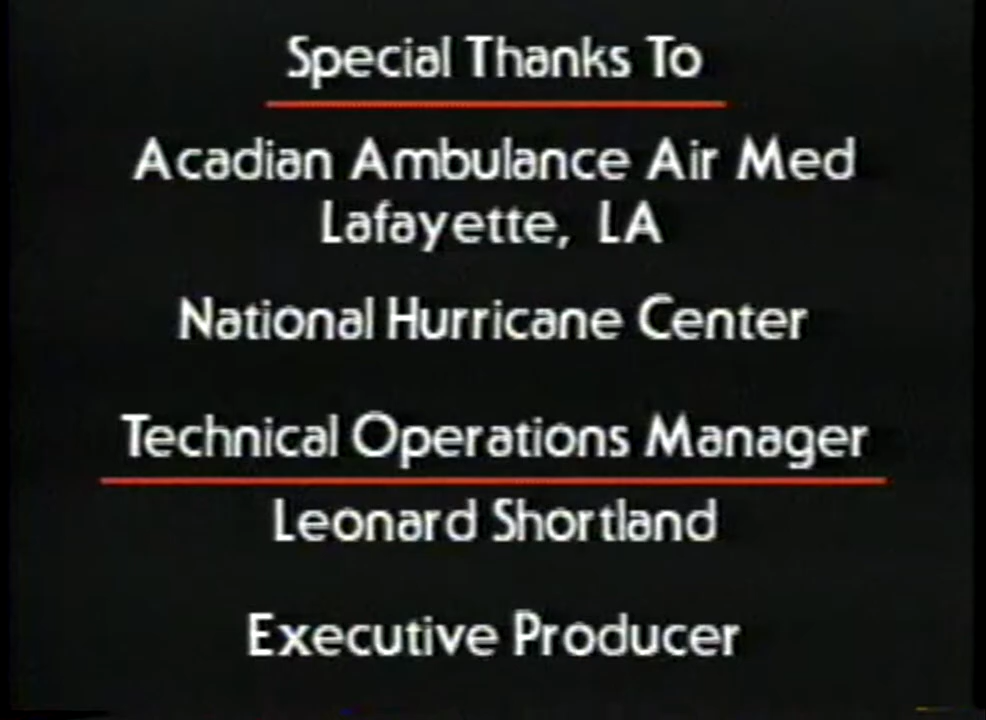 Special Thanks To
Acadian Ambulance Air Med
Lafayette, LA
National Hurricane Center
Technical Operations Manager
Leonard Shortland
Executive Producer